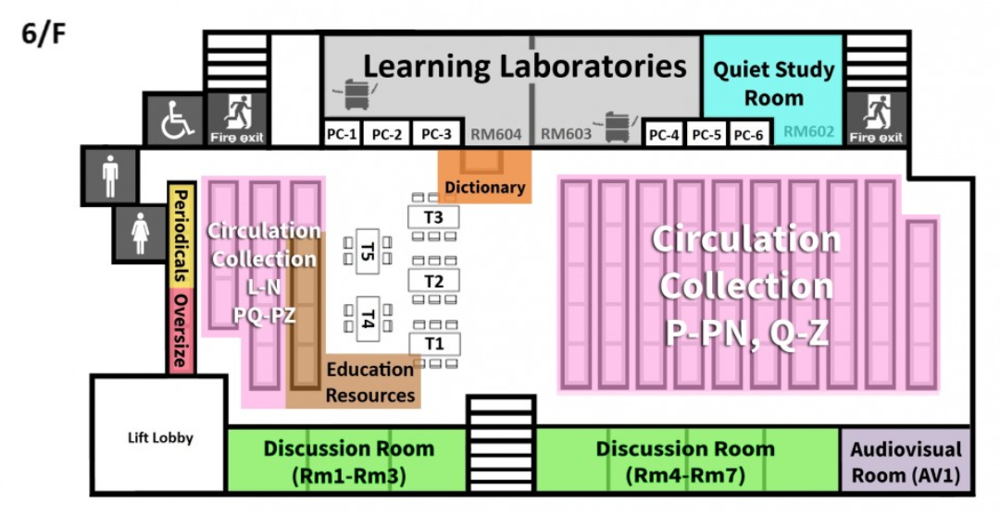 6/F
Learning Laboratories
Quiet Study
Room
Fire exit
PC-1
PC-2
PC-3
RM604
RM603
PC-4
PC-5
PC-6
RM602
Fire exit
Dictionary
Periodicals
Oversize
Circulation
Collection
L-N
PQ-PZ
T5
T4
T3
T2
T1
Circulation
Collection
P-PN, Q-Z
Education
Resources
Lift Lobby
Discussion Room
(Rm1-Rm3)
Discussion Room
(Rm4-Rm7)
Audiovisual
Room (AV1)